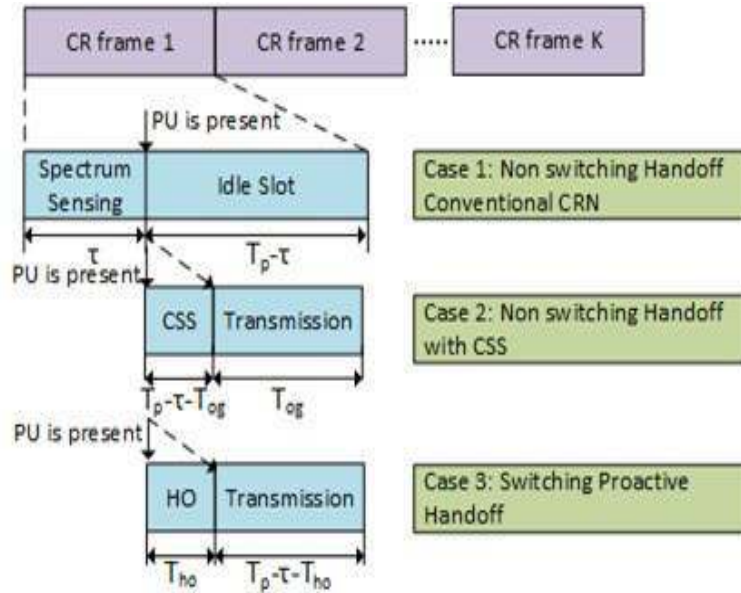 CR frame 1
CR frame 2
.....
CR frame K
PU is present
Spectrum
Sensing
Idle Slot
Case 1: Non switching Handoff
Conventional CRN
τ
Tp-τ
PU is present
CSS
Transmission
Case 2: Non switching Handoff
with CSS
Tp-τ-Tog
Tog
PU is present
HO
Transmission
Case 3: Switching Proactive
Handoff
Tho
Tp-τ-Tho